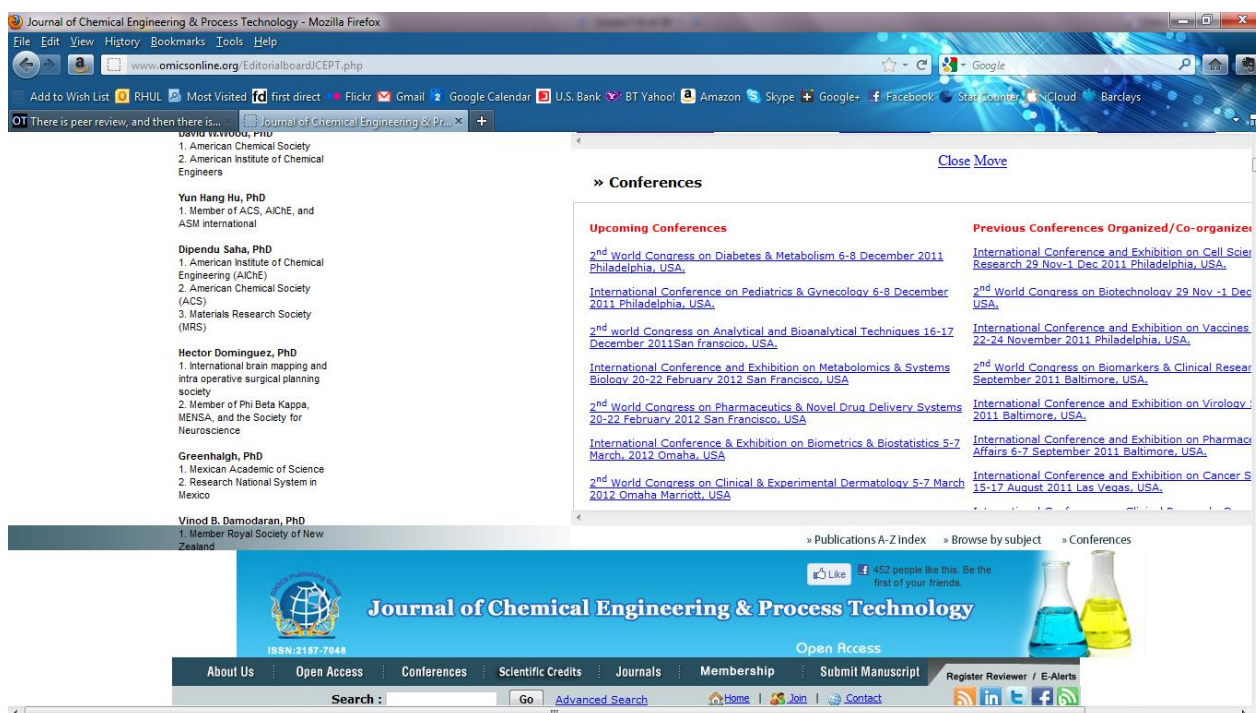 Journal of Chemical Engineering & Process Technology - Mozilla Firefox
File Edit View History Bookmarks Tools Help
www.omicsonline.org/EditorialboardJCEPT.php
Google
Add to Wish List RHUL Most Visited first direct Flickr Gmail Google Calendar U.S. Bank BT Yahoo! Amazon Skype Google+ Facebook StatCounter iCloud Barclays
There is peer review, and then there is... Journal of Chemical Engineering & Pr...
David W.Wood, PhD
1. American Chemical Society
2. American Institute of Chemical
Engineers
Yun Hang Hu, PhD
1. Member of ACS, AIChE, and
ASM international
Dipendu Saha, PhD
1. American Institute of Chemical
Engineering (AIChE)
2. American Chemical Society
(ACS)
3. Materials Research Society
(MRS)
Hector Dominguez, PhD
1. International brain mapping and
intra operative surgical planning
society
2. Member of Phi Beta Kappa,
MENSA, and the Society for
Neuroscience
Greenhalgh, PhD
1. Mexican Academic of Science
2. Research National System in
Mexico
Vinod B. Damodaran, PhD
1. Member Royal Society of New
Zealand
Close Move
» Conferences
Upcoming Conferences
2nd World Congress on Diabetes & Metabolism 6-8 December 2011
Philadelphia, USA.
International Conference on Pediatrics & Gynecology 6-8 December
2011 Philadelphia, USA.
2nd world Congress on Analytical and Bioanalytical Techniques 16-17
December 2011San franscico, USA.
International Conference and Exhibition on Metabolomics & Systems
Biology 20-22 February 2012 San Francisco, USA
2nd World Congress on Pharmaceutics & Novel Drug Delivery Systems
20-22 February 2012 San Francisco, USA
International Conference & Exhibition on Biometrics & Biostatistics 5-7
March, 2012 Omaha, USA
2nd World Congress on Clinical & Experimental Dermatology 5-7 March
2012 Omaha Marriott, USA
Previous Conferences Organized/Co-organized
International Conference and Exhibition on Cell Scien
Research 29 Nov-1 Dec 2011 Philadelphia, USA.
2nd World Congress on Biotechnology 29 Nov -1 Dec
USA.
International Conference and Exhibition on Vaccines
22-24 November 2011 Philadelphia, USA.
2nd World Congress on Biomarkers & Clinical Resear
September 2011 Baltimore, USA.
International Conference and Exhibition on Virology
2011 Baltimore, USA.
International Conference and Exhibition on Pharmace
Affairs 6-7 September 2011 Baltimore, USA.
International Conference and Exhibition on Cancer S
15-17 August 2011 Las Vegas, USA.
» Publications A-Z index » Browse by subject » Conferences
Like 452 people like this. Be the
first of your friends.
Journal of Chemical Engineering & Process Technology
ISSN:2157-7048
Open Access
About Us Open Access Conferences Scientific Credits Journals Membership Submit Manuscript Register Reviewer / E-Alerts
Search : Go Advanced Search Home | Join | Contact